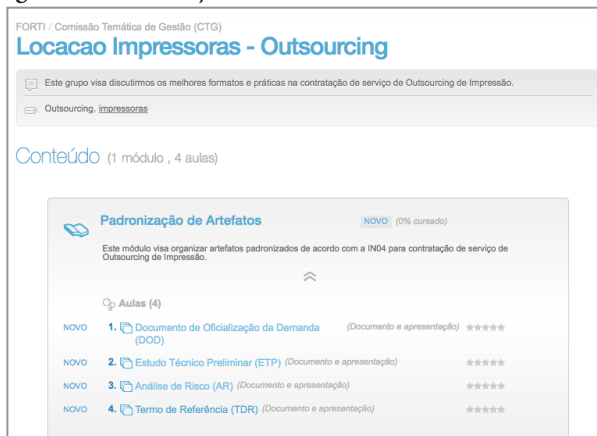 FORTI / Comissão Temática de Gestão (CTG)
Locacao Impressoras - Outsourcing
Este grupo visa discutirmos os melhores formatos e práticas na contratação de serviço de Outsourcing de Impressão.
Outsourcing, impressoras
Conteúdo (1 módulo , 4 aulas)
Padronização de Artefatos NOVO (0% cursado)
Este módulo visa organizar artefatos padronizados de acordo com a IN04 para contratação de serviço de
Outsourcing de Impressão.
Aulas (4)
NOVO 1. Documento de Oficialização da Demanda (Documento e apresentação)
(DOD)
NOVO 2. Estudo Técnico Preliminar (ETP) (Documento e apresentação)
NOVO 3. Análise de Risco (AR) (Documento e apresentação)
NOVO 4. Termo de Referência (TDR) (Documento e apresentação)